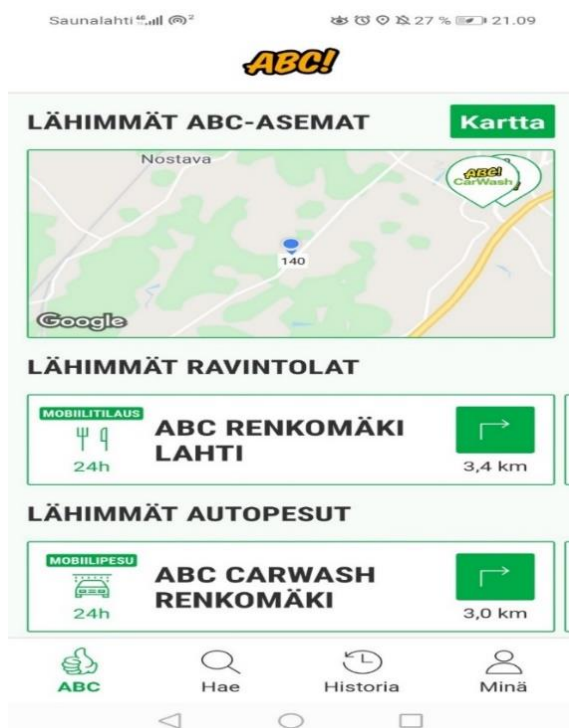 Saunalahti 4G 2 27 % 21.09
ABC!
LÄHIMMÄT ABC-ASEMAT Kartta
Nostava
ABC!
CarWash
140
Google
LÄHIMMÄT RAVINTOLAT
MOBIILITILAUS
ABC RENKOMÄKI
LAHTI
24h
3,4 km
LÄHIMMÄT AUTOPESUT
MOBIILIPESU
ABC CARWASH
RENKOMÄKI
24h
3,0 km
ABC Hae Historia Minä